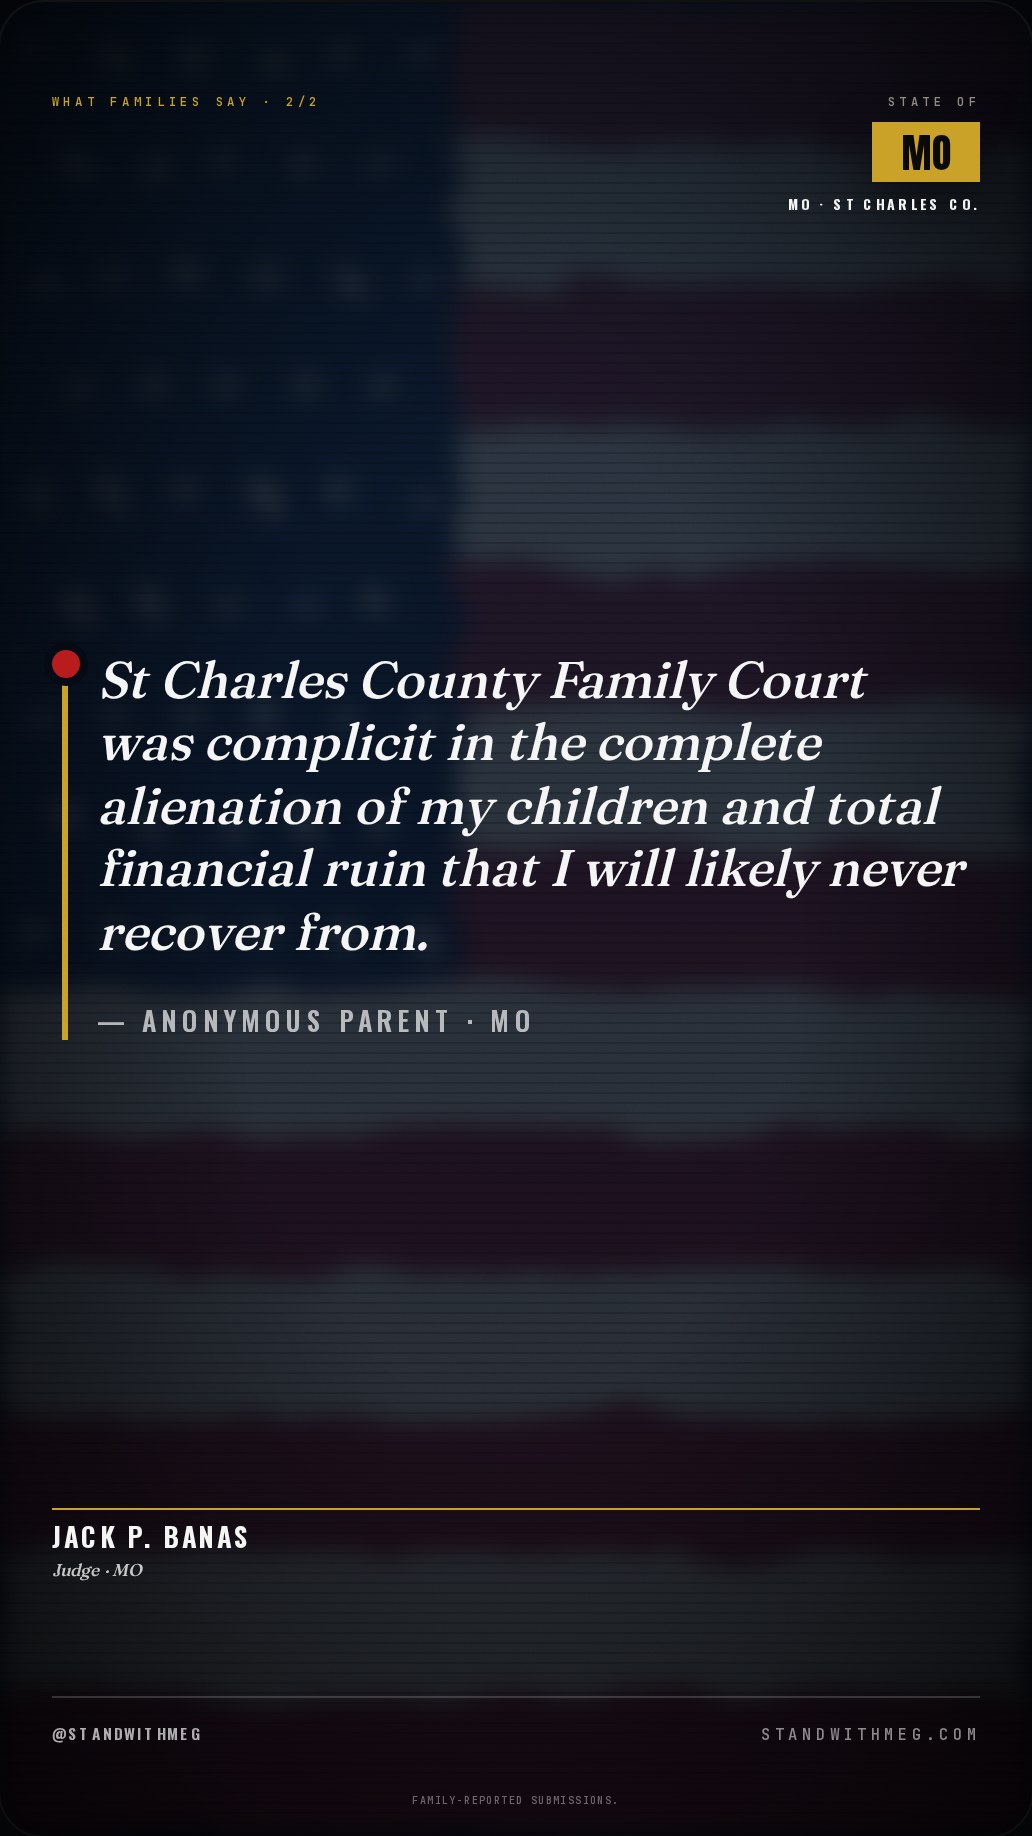 WHAT FAMILIES SAY · 2/2
STATE OF
MO
MO · ST CHARLES CO.
St Charles County Family Court
was complicit in the complete
alienation of my children and total
financial ruin that I will likely never
recover from.
— ANONYMOUS PARENT · MO
JACK P. BANAS
Judge · MO
@STANDWITHMEG
STANDWITHMEG.COM
FAMILY-REPORTED SUBMISSIONS.